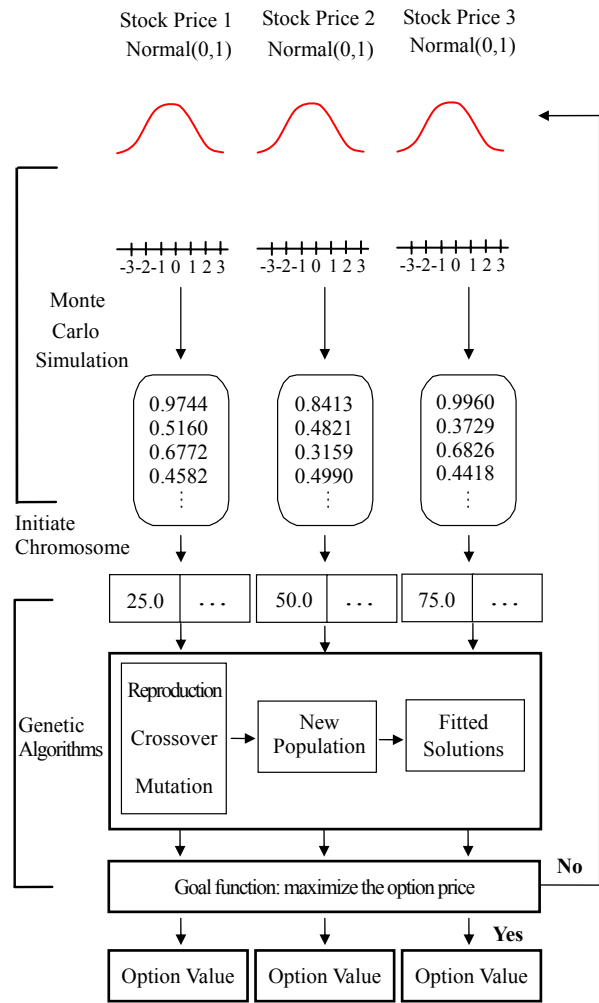 Stock Price 1 Stock Price 2 Stock Price 3
Normal(0,1) Normal(0,1) Normal(0,1)
-3-2-1 0 1 2 3 -3-2-1 0 1 2 3 -3-2-1 0 1 2 3
Monte
Carlo
Simulation
0.9744
0.5160
0.6772
0.4582
⋮
0.8413
0.4821
0.3159
0.4990
⋮
0.9960
0.3729
0.6826
0.4418
⋮
Initiate
Chromosome
25.0 ... 50.0 ... 75.0 ...
Genetic
Algorithms
Reproduction
Crossover
Mutation
New
Population
Fitted
Solutions
Goal function: maximize the option price
No
Yes
Option Value Option Value Option Value